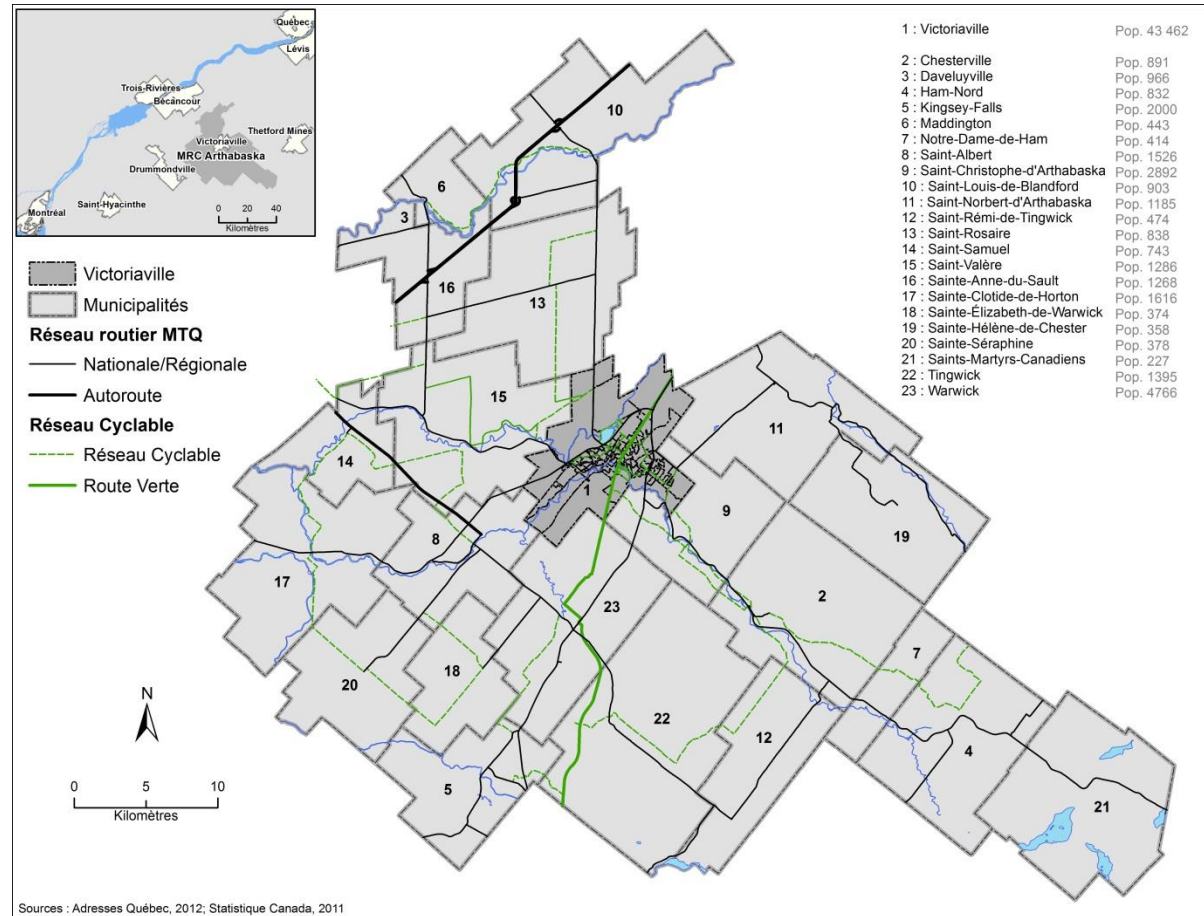 Québec
Lévis
Trois-Rivières
Bécancour
Thetford Mines
Victoriaville
MRC Arthabaska
Drummondville
Saint-Hyacinthe
Montréal
0 20 40
Kilomètres
Victoriaville
Municipalités
Réseau routier MTQ
Nationale/Régionale
Autoroute
Réseau Cyclable
Réseau Cyclable
Route Verte
N
0 5 10
Kilomètres
1 : Victoriaville Pop. 43 462
2 : Chesterville Pop. 891
3 : Daveluyville Pop. 966
4 : Ham-Nord Pop. 832
5 : Kingsey-Falls Pop. 2000
6 : Maddington Pop. 443
7 : Notre-Dame-de-Ham Pop. 414
8 : Saint-Albert Pop. 1526
9 : Saint-Christophe-d'Arthabaska Pop. 2892
10 : Saint-Louis-de-Blandford Pop. 903
11 : Saint-Norbert-d'Arthabaska Pop. 1185
12 : Saint-Rémi-de-Tingwick Pop. 474
13 : Saint-Rosaire Pop. 838
14 : Saint-Samuel Pop. 743
15 : Saint-Valère Pop. 1286
16 : Sainte-Anne-du-Sault Pop. 1268
17 : Sainte-Clotide-de-Horton Pop. 1616
18 : Sainte-Élizabeth-de-Warwick Pop. 374
19 : Sainte-Hélène-de-Chester Pop. 358
20 : Sainte-Séraphine Pop. 378
21 : Saints-Martyrs-Canadiens Pop. 227
22 : Tingwick Pop. 1395
23 : Warwick Pop. 4766
10
6
3
16
13
15
14
11
1
9
8
19
17
2
23
7
18
20
22
12
4
5
21
Sources : Adresses Québec, 2012; Statistique Canada, 2011